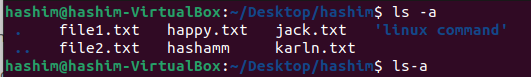 hashim@hashim-VirtualBox:~/Desktop/hashim$ ls -a
.   file1.txt  happy.txt  jack.txt  'linux command'
..  file2.txt  hashamm    karln.txt
hashim@hashim-VirtualBox:~/Desktop/hashim$ ls-a